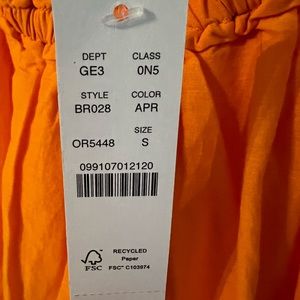 DEPT CLASS
GE3 0N5
STYLE COLOR
BR028 APR
SIZE
OR5448 S
099107012120
RECYCLED
Paper
FSC FSC® C103974